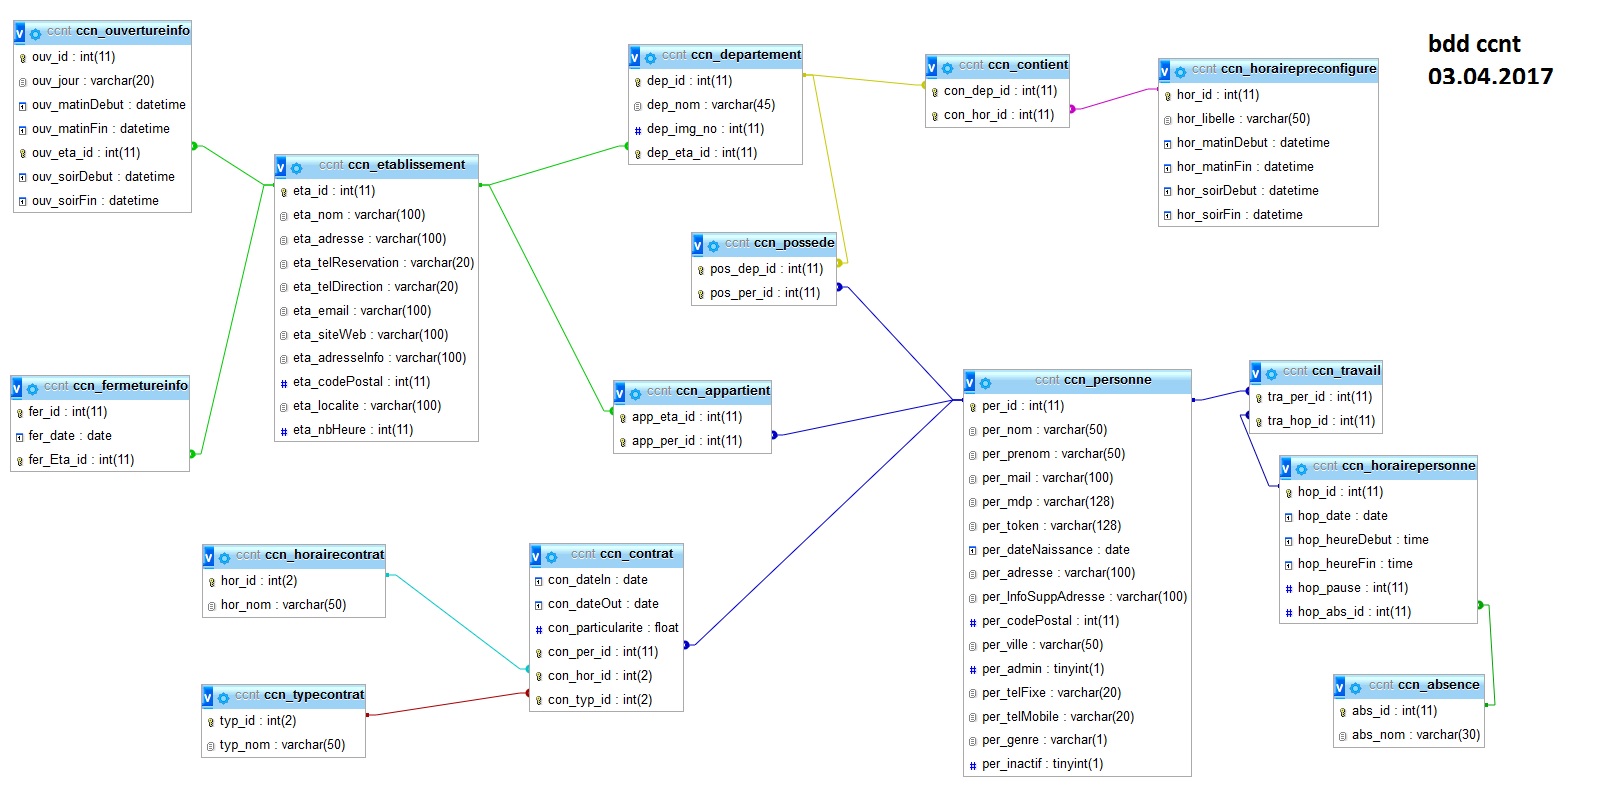 ccnt ccn_ouvertureinfo
ouv_id : int(11)
ouv_jour : varchar(20)
ouv_matinDebut : datetime
ouv_matinFin : datetime
ouv_eta_id : int(11)
ouv_soirDebut : datetime
ouv_soirFin : datetime
ccnt ccn_fermetureinfo
fer_id : int(11)
fer_date : date
fer_Eta_id : int(11)
ccnt ccn_etablissement
eta_id : int(11)
eta_nom : varchar(100)
eta_adresse : varchar(100)
eta_telReservation : varchar(20)
eta_telDirection : varchar(20)
eta_email : varchar(100)
eta_siteWeb : varchar(100)
eta_adresseInfo : varchar(100)
eta_codePostal : int(11)
eta_localite : varchar(100)
eta_nbHeure : int(11)
ccnt ccn_departement
dep_id : int(11)
dep_nom : varchar(45)
dep_img_no : int(11)
dep_eta_id : int(11)
ccnt ccn_contient
con_dep_id : int(11)
con_hor_id : int(11)
ccnt ccn_horairepreconfigure
hor_id : int(11)
hor_libelle : varchar(50)
hor_matinDebut : datetime
hor_matinFin : datetime
hor_soirDebut : datetime
hor_soirFin : datetime
bdd ccnt
03.04.2017
ccnt ccn_possede
pos_dep_id : int(11)
pos_per_id : int(11)
ccnt ccn_appartient
app_eta_id : int(11)
app_per_id : int(11)
ccnt ccn_personne
per_id : int(11)
per_nom : varchar(50)
per_prenom : varchar(50)
per_mail : varchar(100)
per_mdp : varchar(128)
per_token : varchar(128)
per_dateNaissance : date
per_adresse : varchar(100)
per_InfoSuppAdresse : varchar(100)
per_codePostal : int(11)
per_ville : varchar(50)
per_admin : tinyint(1)
per_telFixe : varchar(20)
per_telMobile : varchar(20)
per_genre : varchar(1)
per_inactif : tinyint(1)
ccnt ccn_travail
tra_per_id : int(11)
tra_hop_id : int(11)
ccnt ccn_horairepersonne
hop_id : int(11)
hop_date : date
hop_heureDebut : time
hop_heureFin : time
hop_pause : int(11)
hop_abs_id : int(11)
ccnt ccn_absence
abs_id : int(11)
abs_nom : varchar(30)
ccnt ccn_horairecontrat
hor_id : int(2)
hor_nom : varchar(50)
ccnt ccn_typecontrat
typ_id : int(2)
typ_nom : varchar(50)
ccnt ccn_contrat
con_dateIn : date
con_dateOut : date
con_particularite : float
con_per_id : int(11)
con_hor_id : int(2)
con_typ_id : int(2)